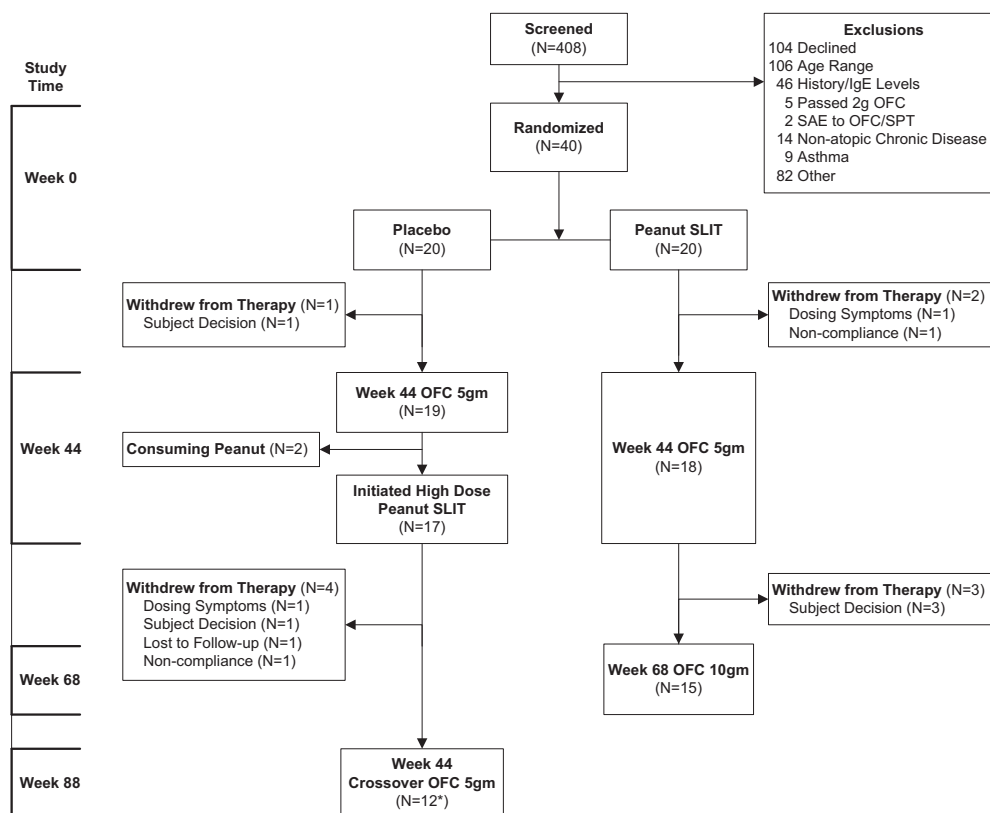 Screened
(N=408)
Exclusions
104 Declined
106 Age Range
46 History/IgE Levels
5 Passed 2g OFC
2 SAE to OFC/SPT
14 Non-atopic Chronic Disease
9 Asthma
82 Other
Study
Time
Randomized
(N=40)
Week 0
Placebo
(N=20)
Peanut SLIT
(N=20)
Withdrew from Therapy (N=1)
Subject Decision (N=1)
Withdrew from Therapy (N=2)
Dosing Symptoms (N=1)
Non-compliance (N=1)
Week 44
Week 44 OFC 5gm
(N=19)
Consuming Peanut (N=2)
Initiated High Dose
Peanut SLIT
(N=17)
Week 44 OFC 5gm
(N=18)
Withdrew from Therapy (N=4)
Dosing Symptoms (N=1)
Subject Decision (N=1)
Lost to Follow-up (N=1)
Non-compliance (N=1)
Withdrew from Therapy (N=3)
Subject Decision (N=3)
Week 68
Week 68 OFC 10gm
(N=15)
Week 88
Week 44
Crossover OFC 5gm
(N=12*)